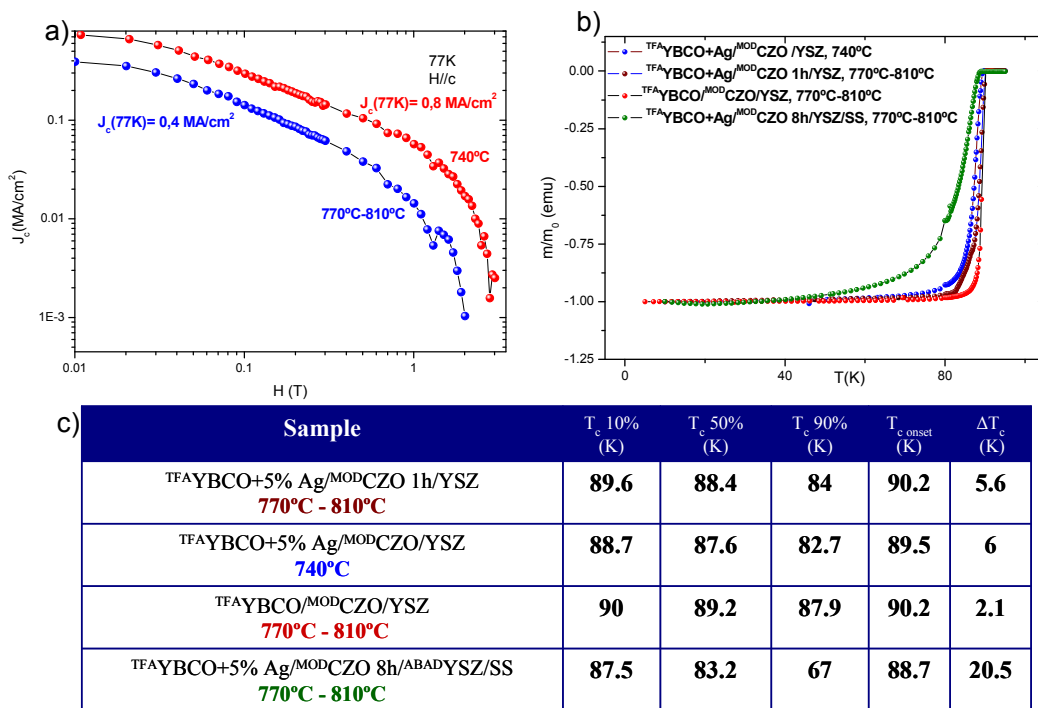 a)
77K
H//c
J_c(77K)= 0,8 MA/cm²
J_c(77K)= 0,4 MA/cm²
740ºC
770ºC-810ºC
J_c(MA/cm²)
0.1
0.01
1E-3
0.01 0.1 1
H (T)
b)
TFAYBCO+Ag/MODCZO /YSZ, 740ºC
TFAYBCO+Ag/MODCZO 1h/YSZ, 770ºC-810ºC
TFAYBCO/MODCZO/YSZ, 770ºC-810ºC
TFAYBCO+Ag/MODCZO 8h/YSZ/SS, 770ºC-810ºC
m/m₀ (emu)
0.00
-0.25
-0.50
-0.75
-1.00
-1.25
0 40 80
T(K)
c)
Sample T_c 10% (K) T_c 50% (K) T_c 90% (K) T_c onset (K) ΔT_c (K)
TFAYBCO+5% Ag/MODCZO 1h/YSZ
770ºC - 810ºC
89.6 88.4 84 90.2 5.6
TFAYBCO+5% Ag/MODCZO/YSZ
740ºC
88.7 87.6 82.7 89.5 6
TFAYBCO/MODCZO/YSZ
770ºC - 810ºC
90 89.2 87.9 90.2 2.1
TFAYBCO+5% Ag/MODCZO 8h/ABADYSZ/SS
770ºC - 810ºC
87.5 83.2 67 88.7 20.5